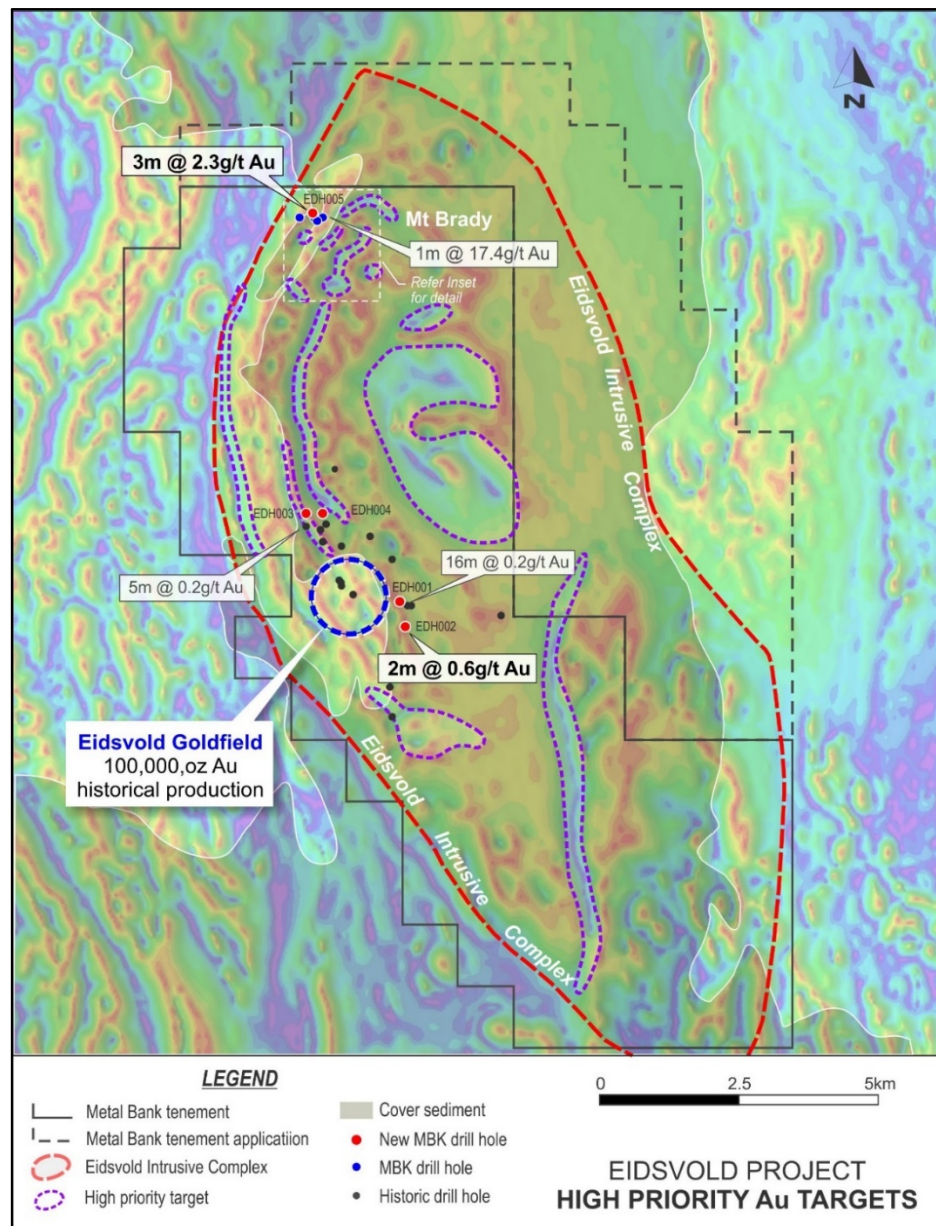 N
3m @ 2.3g/t Au
EDH005
Mt Brady
1m @ 17.4g/t Au
Refer Inset
for detail
Eidsvold Intrusive Complex
EDH003
EDH004
5m @ 0.2g/t Au
16m @ 0.2g/t Au
EDH001
EDH002
2m @ 0.6g/t Au
Eidsvold Goldfield
100,000,oz Au
historical production
Eidsvold Intrusive Complex
LEGEND
Metal Bank tenement
Metal Bank tenement applicatiion
Eidsvold Intrusive Complex
High priority target
Cover sediment
New MBK drill hole
MBK drill hole
Historic drill hole
0 2.5 5km
EIDSVOLD PROJECT
HIGH PRIORITY Au TARGETS